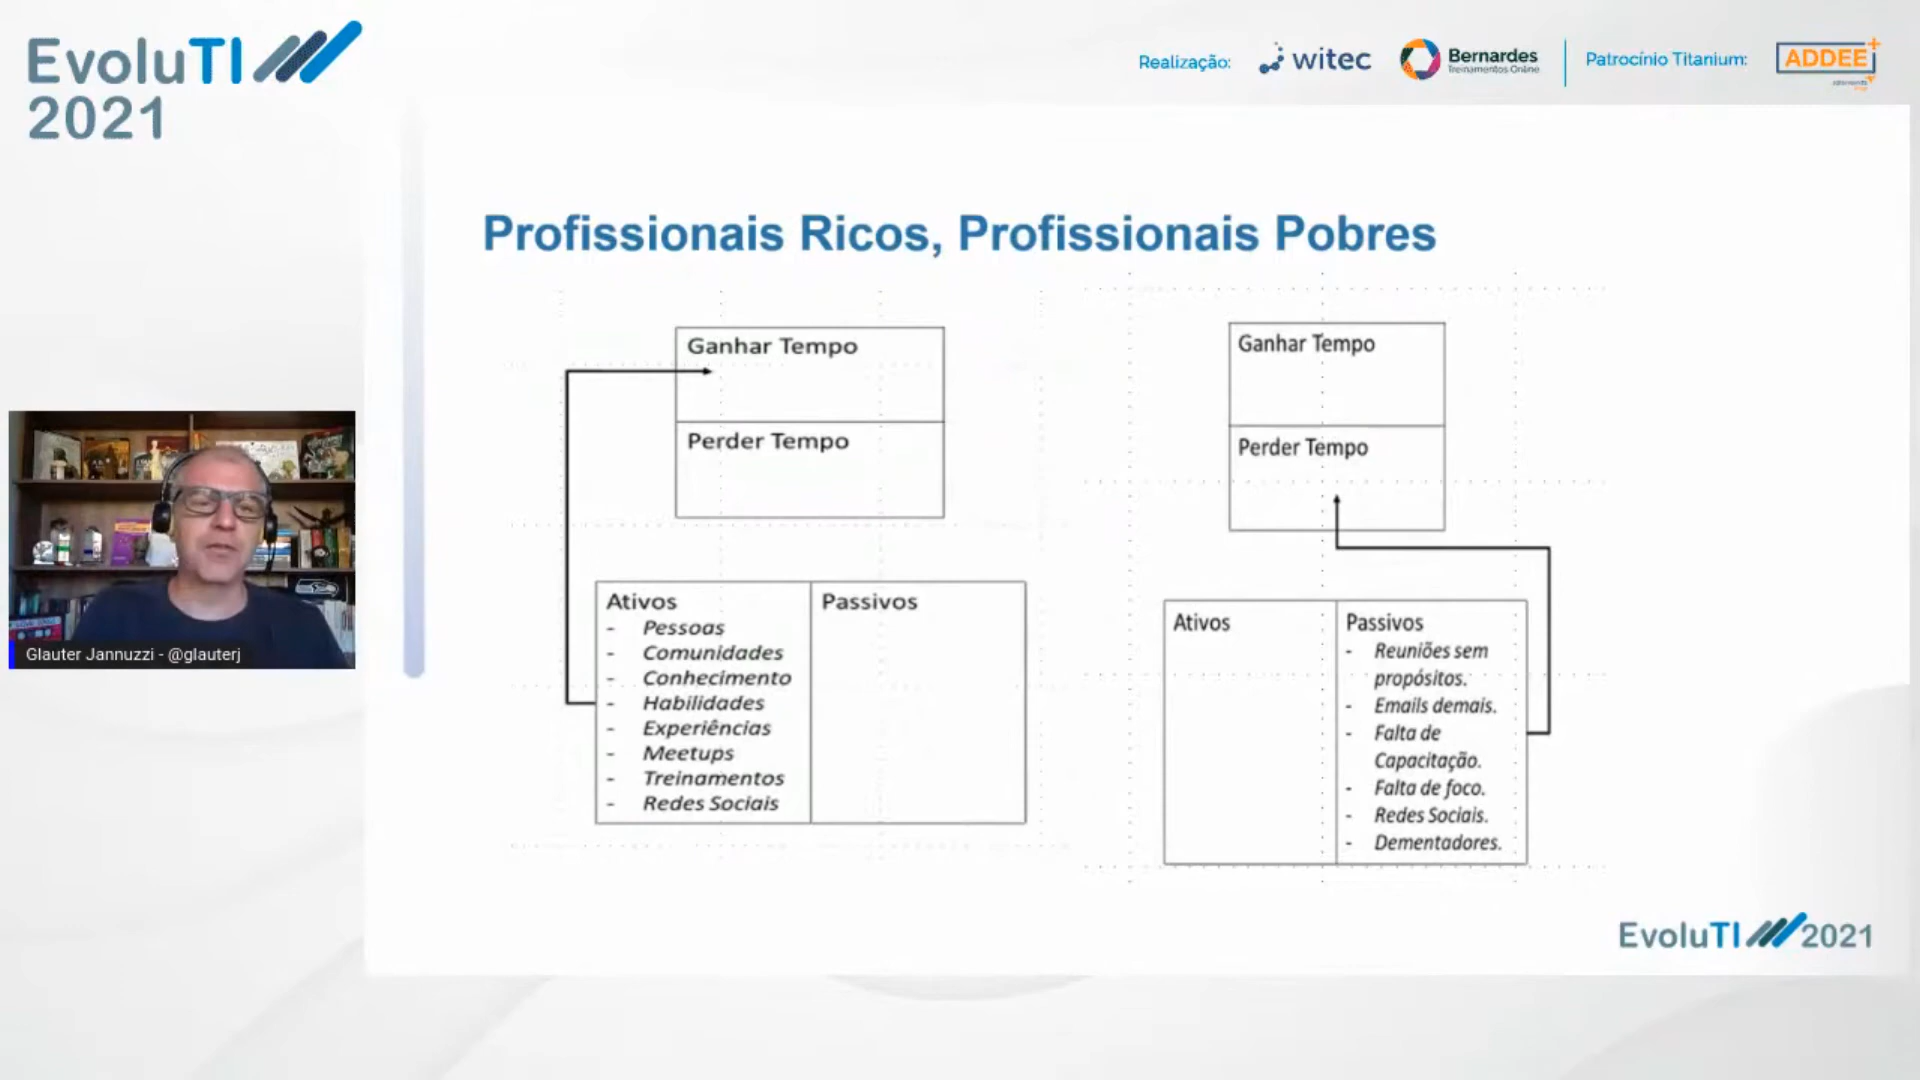 EvoluTI
2021
Realização:
witec
Bernardes
Treinamentos Online
Patrocínio Titanium:
ADDEE+
Profissionais Ricos, Profissionais Pobres
Ganhar Tempo
Perder Tempo
Ativos
- Pessoas
- Comunidades
- Conhecimento
- Habilidades
- Experiências
- Meetups
- Treinamentos
- Redes Sociais
Passivos
Ganhar Tempo
Perder Tempo
Ativos
Passivos
- Reuniões sem
propósitos.
- Emails demais.
- Falta de
Capacitação.
- Falta de foco.
- Redes Sociais.
- Dementadores.
Glauter Jannuzzi - @glauterj
EvoluTI 2021